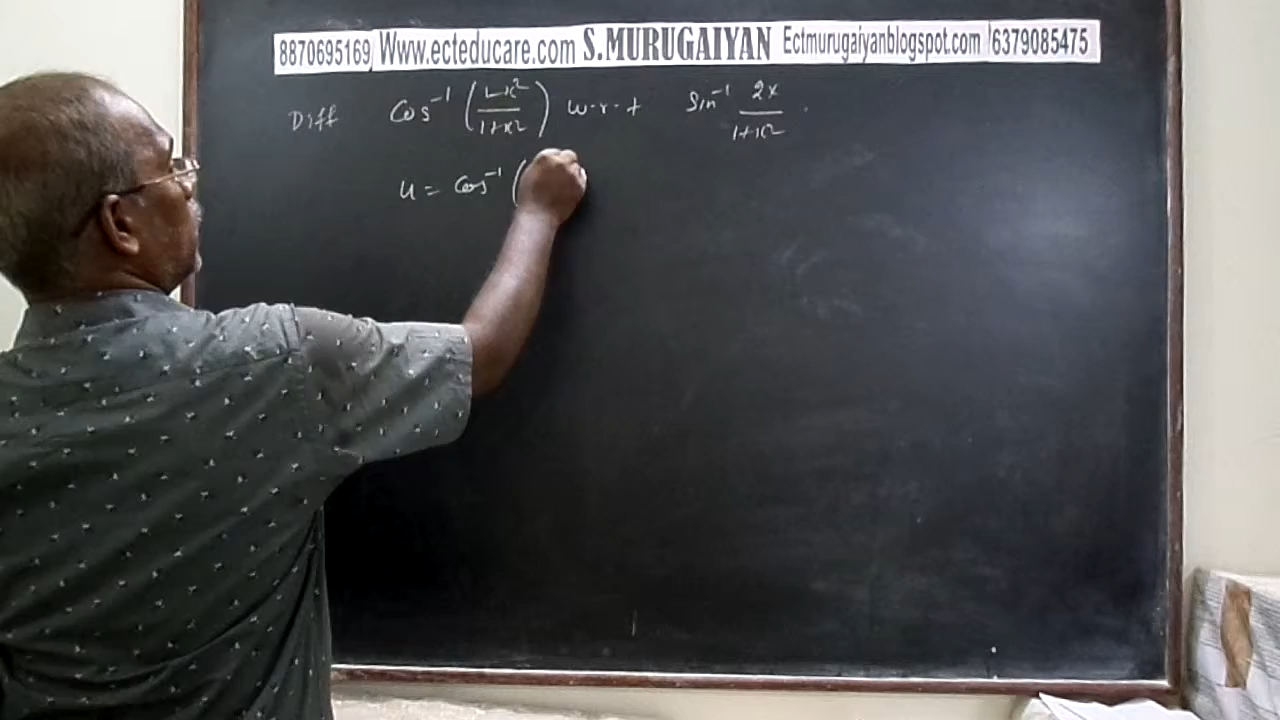 8870695169 Www.ecteducare.com S.MURUGAIYAN Ectmurugaiyanblogspot.com 6379085475
Diff Cos⁻¹ (1-x²/1+x²) w.r.t Sin⁻¹ 2x/1+x².
u = Cos⁻¹ (